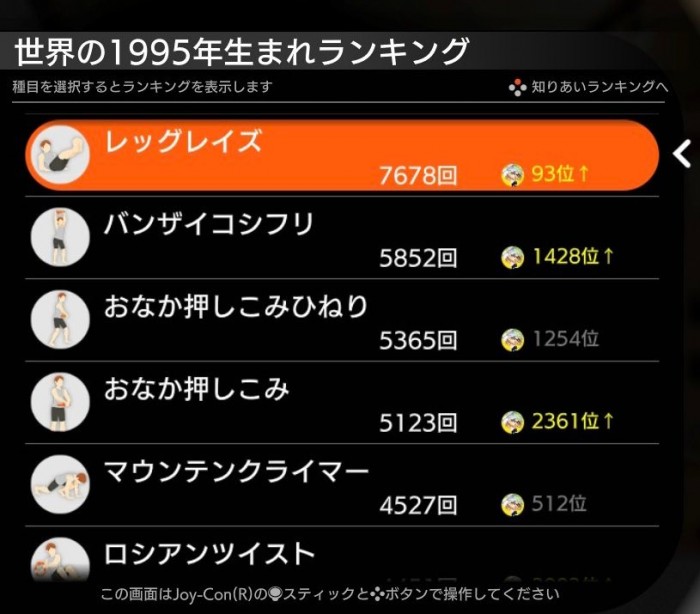 世界の1995年生まれランキング
種目を選択するとランキングを表示します
知りあいランキングへ
レッグレイズ
7678回 93位↑
バンザイコシフリ
5852回 1428位↑
おなか押しこみひねり
5365回 1254位
おなか押しこみ
5123回 2361位↑
マウンテンクライマー
4527回 512位
ロシアンツイスト
この画面はJoy-Con(R)のスティックとボタンで操作してください